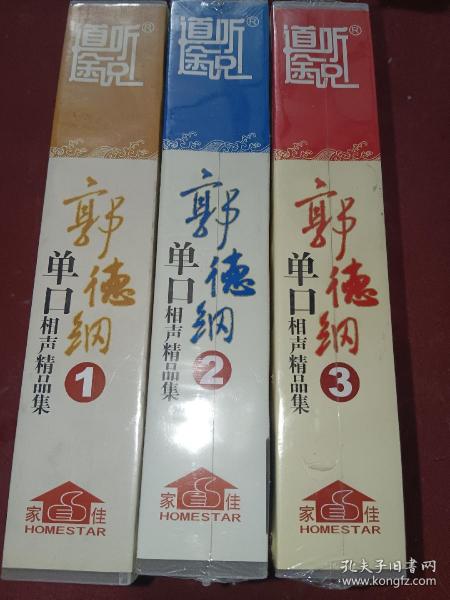 道听途说®
郭德纲
单口相声精品集
1
家佳
HOMESTAR
道听途说®
郭德纲
单口相声精品集
2
家佳
HOMESTAR
道听途说®
郭德纲
单口相声精品集
3
家佳
HOMESTAR
孔夫子旧书网
www.kongfz.com